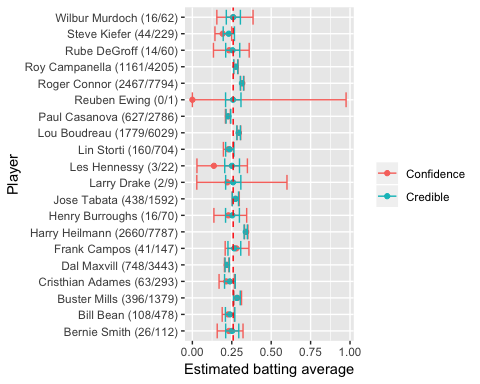 Player
Wilbur Murdoch (16/62)
Steve Kiefer (44/229)
Rube DeGroff (14/60)
Roy Campanella (1161/4205)
Roger Connor (2467/7794)
Reuben Ewing (0/1)
Paul Casanova (627/2786)
Lou Boudreau (1779/6029)
Lin Storti (160/704)
Les Hennessy (3/22)
Larry Drake (2/9)
Jose Tabata (438/1592)
Henry Burroughs (16/70)
Harry Heilmann (2660/7787)
Frank Campos (41/147)
Dal Maxvill (748/3443)
Cristhian Adames (63/293)
Buster Mills (396/1379)
Bill Bean (108/478)
Bernie Smith (26/112)
0.00 0.25 0.50 0.75 1.00
Estimated batting average
Confidence
Credible